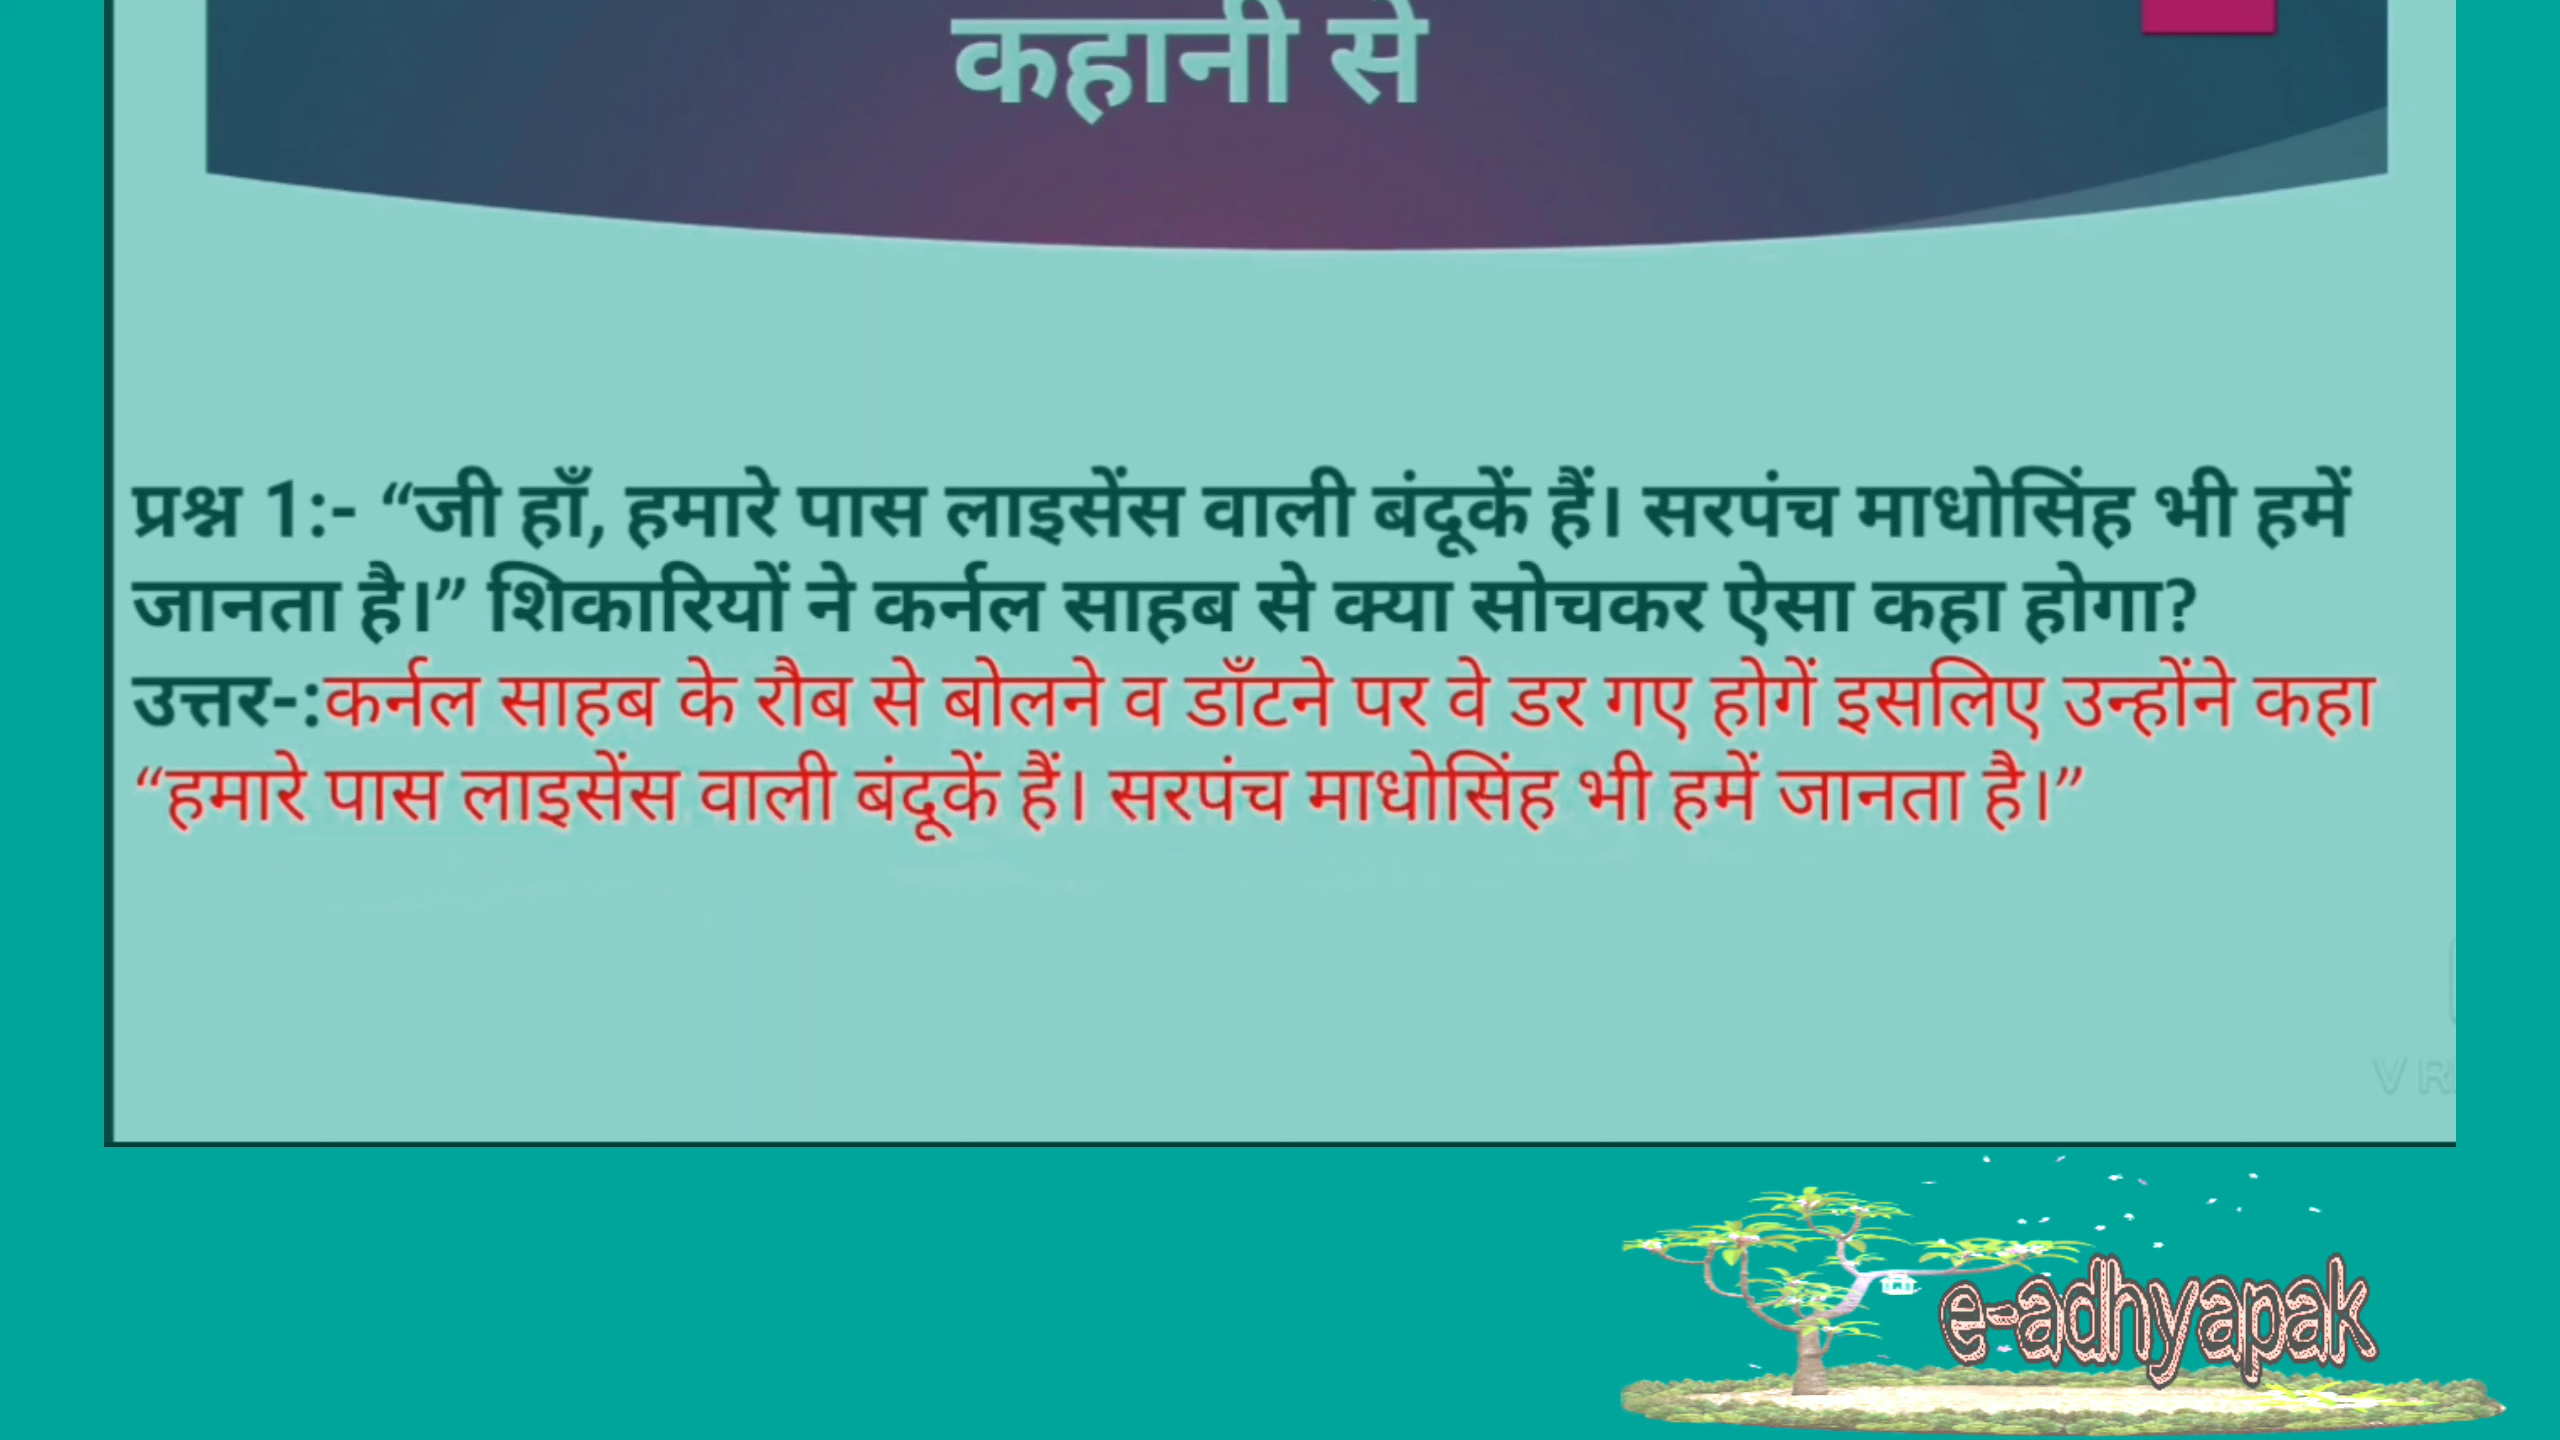 कहानी से
प्रश्न 1:- “जी हाँ, हमारे पास लाइसेंस वाली बंदूकें हैं। सरपंच माधोसिंह भी हमें
जानता है।” शिकारियों ने कर्नल साहब से क्या सोचकर ऐसा कहा होगा?
उत्तर-:कर्नल साहब के रौब से बोलने व डाँटने पर वे डर गए होगें इसलिए उन्होंने कहा
“हमारे पास लाइसेंस वाली बंदूकें हैं। सरपंच माधोसिंह भी हमें जानता है।”
e-adhyapak